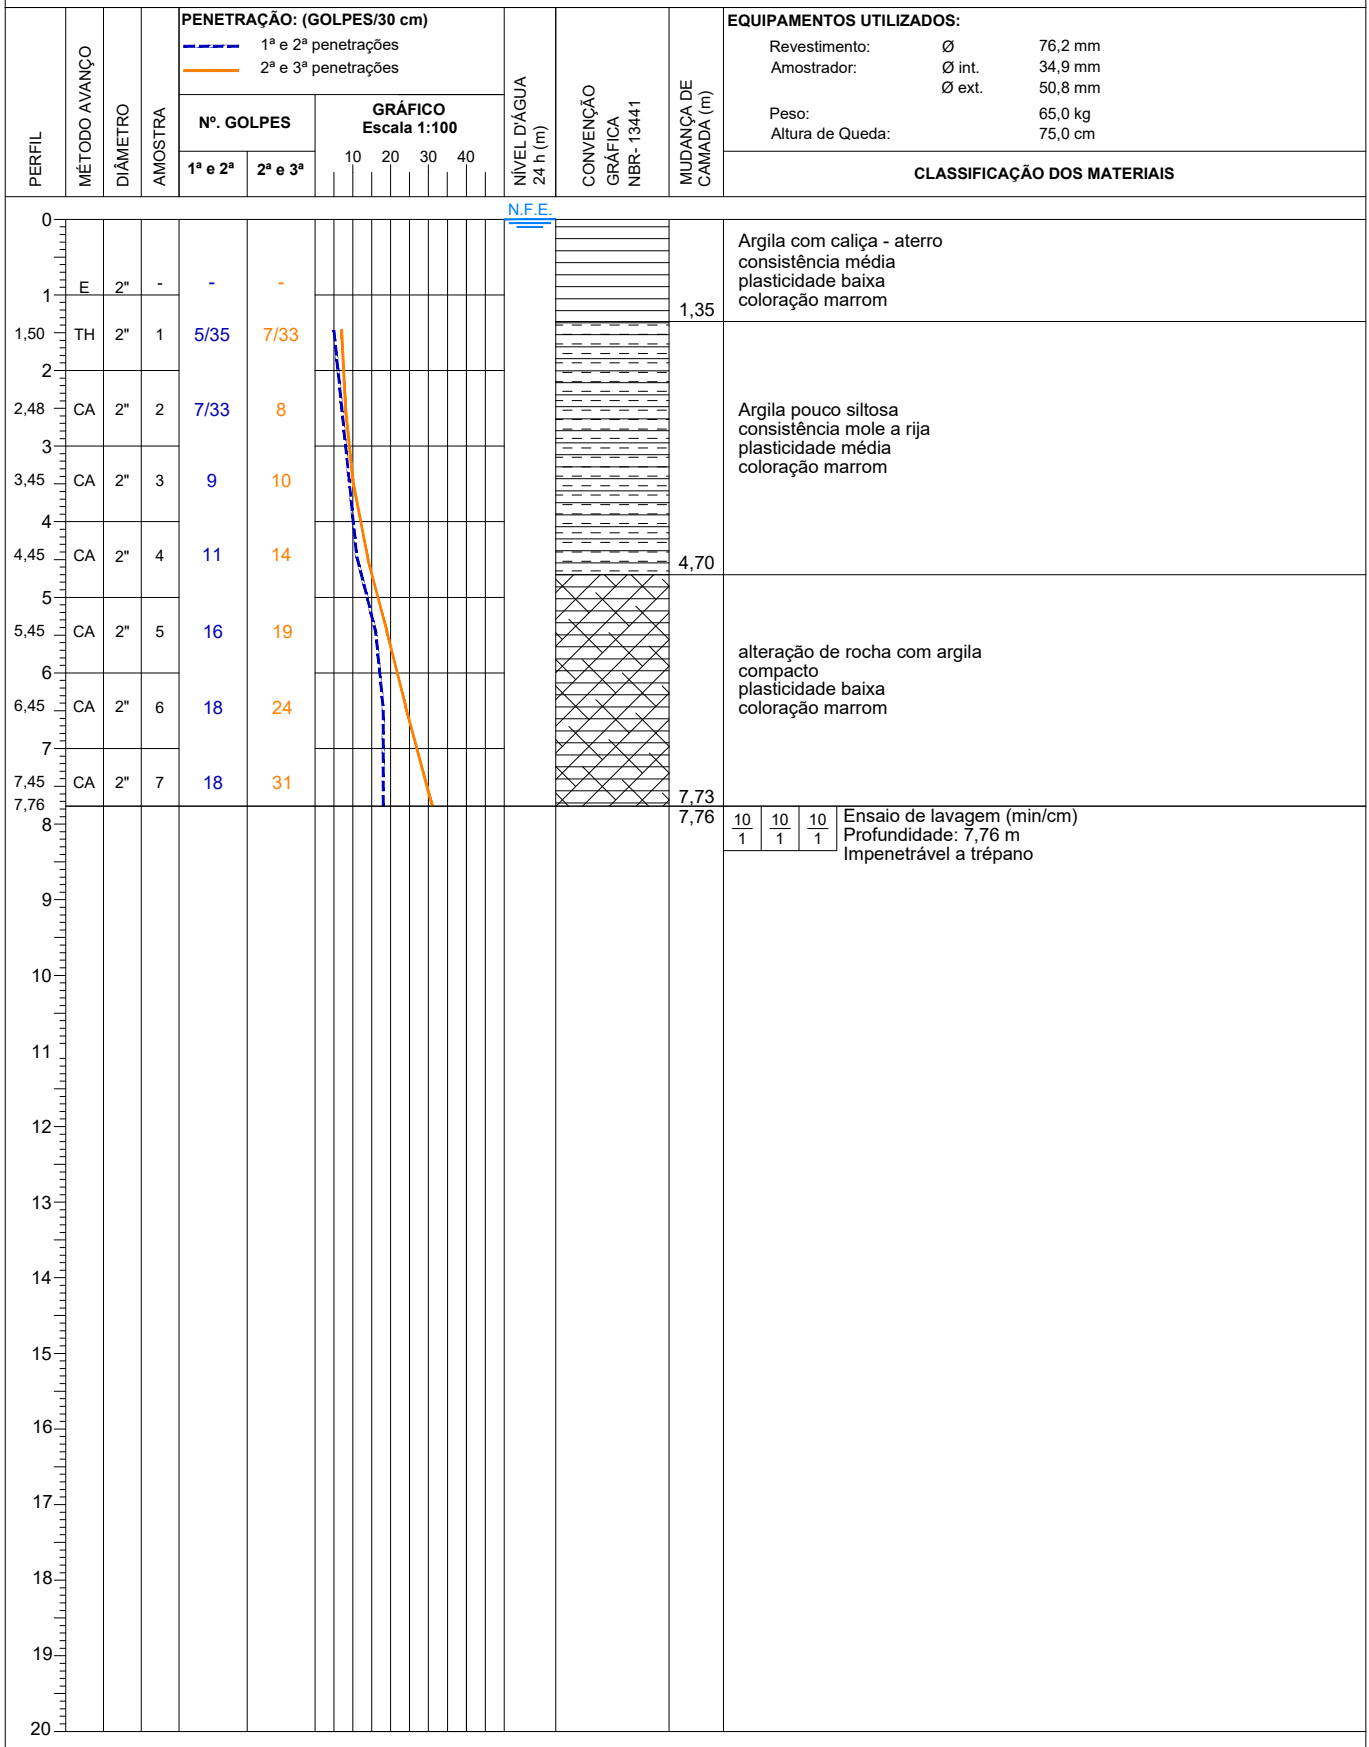 PENETRAÇÃO: (GOLPES/30 cm)
1ª e 2ª penetrações
2ª e 3ª penetrações
EQUIPAMENTOS UTILIZADOS:
Revestimento: Ø 76,2 mm
Amostrador: Ø int. 34,9 mm
Ø ext. 50,8 mm
Peso: 65,0 kg
Altura de Queda: 75,0 cm
PERFIL
MÉTODO AVANÇO
DIÂMETRO
AMOSTRA
Nº. GOLPES
1ª e 2ª 2ª e 3ª
GRÁFICO
Escala 1:100
10 20 30 40
NÍVEL D'ÁGUA
24 h (m)
CONVENÇÃO
GRÁFICA
NBR- 13441
MUDANÇA DE
CAMADA (m)
CLASSIFICAÇÃO DOS MATERIAIS
N.F.E.
0
Argila com caliça - aterro
consistência média
plasticidade baixa
coloração marrom
E 2" - - -
1
1,35
1,50 TH 2" 1 5/35 7/33
2
2,48 CA 2" 2 7/33 8
Argila pouco siltosa
consistência mole a rija
plasticidade média
coloração marrom
3
3,45 CA 2" 3 9 10
4
4,45 CA 2" 4 11 14
4,70
5
5,45 CA 2" 5 16 19
alteração de rocha com argila
compacto
plasticidade baixa
coloração marrom
6
6,45 CA 2" 6 18 24
7
7,45 CA 2" 7 18 31
7,73
7,76
7,76
10 10 10
1 1 1
Ensaio de lavagem (min/cm)
Profundidade: 7,76 m
Impenetrável a trépano
8
9
10
11
12
13
14
15
16
17
18
19
20